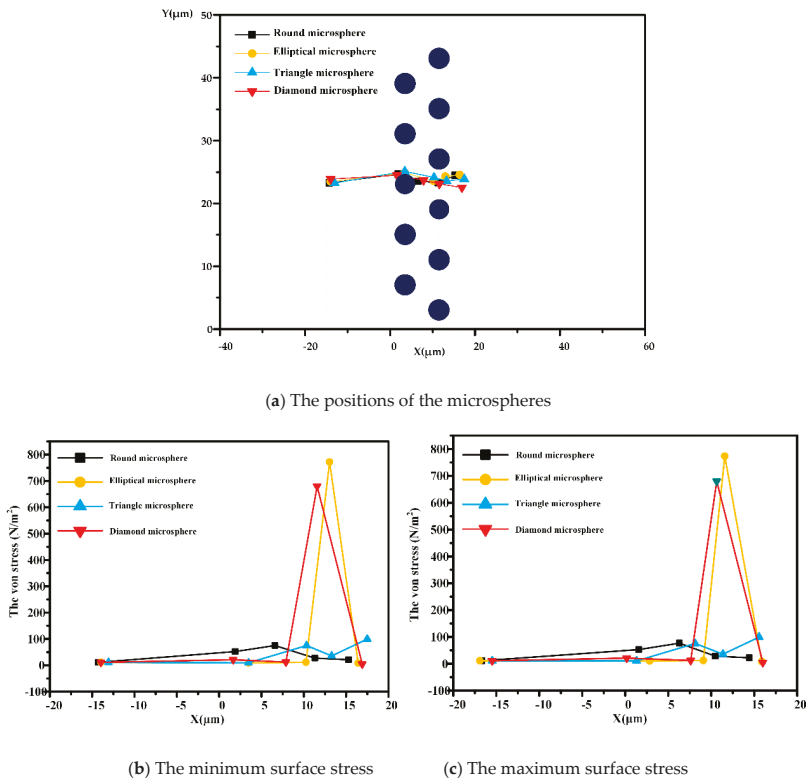 Y(μm)
50
40
30
20
10
0
-40
-20
0
20
40
60
X(μm)
Round microsphere
Elliptical microsphere
Triangle microsphere
Diamond microsphere
(a) The positions of the microspheres
The von stress (N/m²)
800
700
600
500
400
300
200
100
0
-100
-20
-15
-10
-5
0
5
10
15
20
X(μm)
Round microsphere
Elliptical microsphere
Triangle microsphere
Diamond microsphere
(b) The minimum surface stress
The von stress (N/m²)
800
700
600
500
400
300
200
100
0
-100
-20
-15
-10
-5
0
5
10
15
20
X(μm)
Round microsphere
Elliptical microsphere
Triangle microsphere
Diamond microsphere
(c) The maximum surface stress